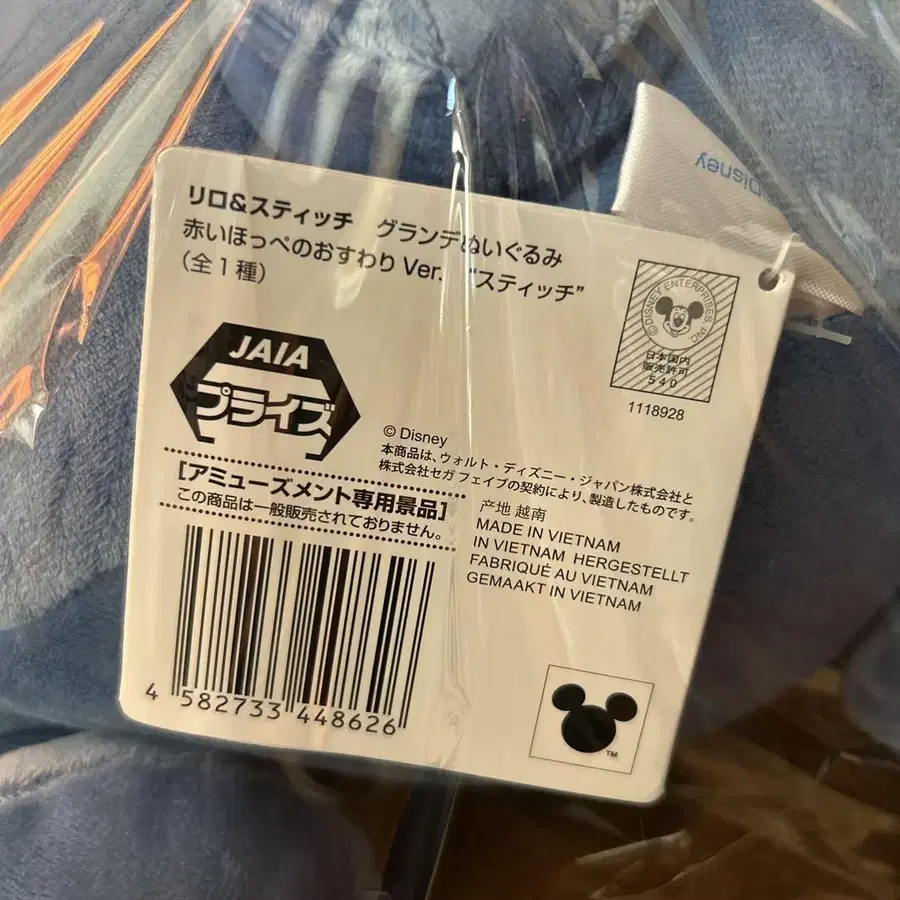 リロ&スティッチ グランデぬいぐるみ
赤いほっぺのおすわり Ver. “スティッチ”
(全1種)
Disney
©DISNEY ENTERPRISES, INC
日本国内
販売許可
540
1118928
JAIA
プライズ
© Disney
本商品は、ウォルト・ディズニー・ジャパン株式会社と
株式会社セガ フェイブの契約により、製造したものです。
[アミューズメント専用景品]
この商品は一般販売されておりません。
产地 越南
MADE IN VIETNAM
IN VIETNAM HERGESTELLT
FABRIQUÉ AU VIETNAM
GEMAAKT IN VIETNAM
4 582733 448626
TM